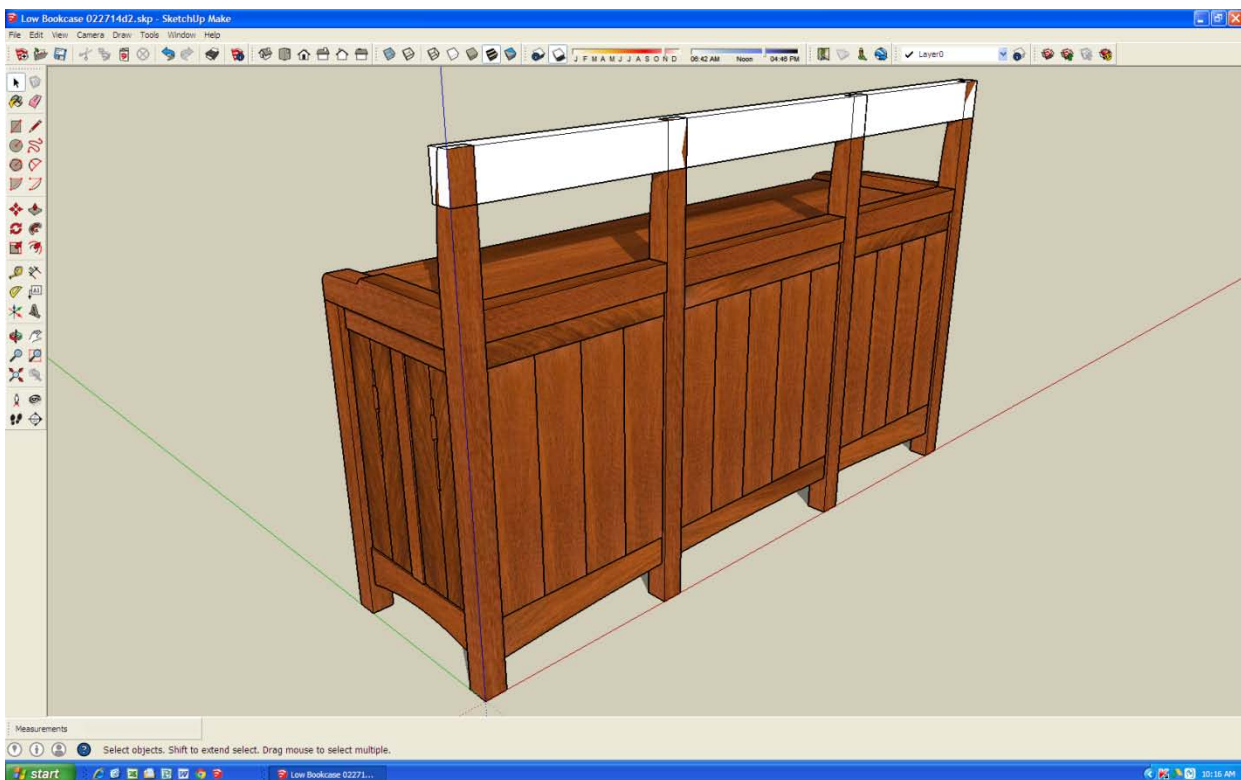 Low Bookcase 022714d2.skp - SketchUp Make
File Edit View Camera Draw Tools Window Help
J F M A M J J A S O N D 06:42 AM Noon 04:46 PM Layer0
Measurements
Select objects. Shift to extend select. Drag mouse to select multiple.
start Low Bookcase 02271... 10:16 AM